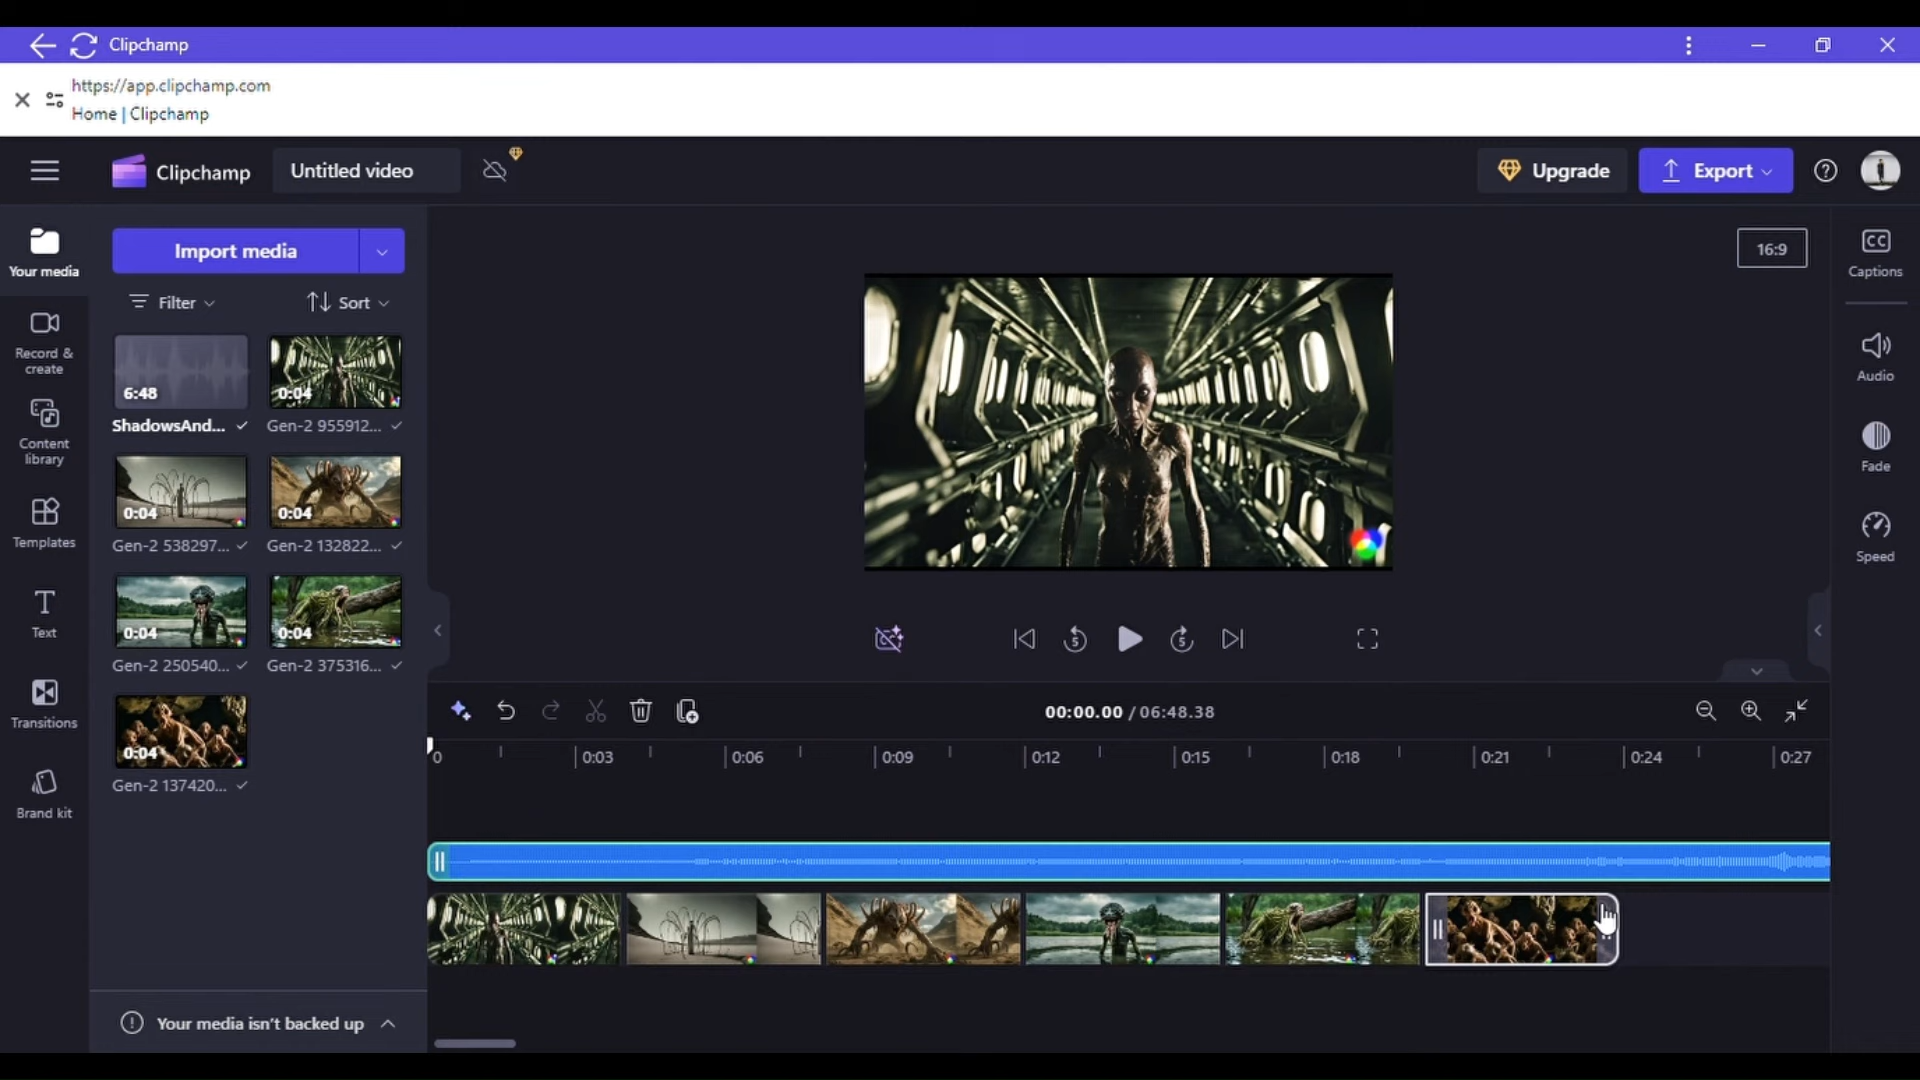 Clipchamp
https://app.clipchamp.com
Home | Clipchamp
Clipchamp
Untitled video
Upgrade
Export
Your media
Import media
16:9
Captions
Filter
Sort
Record &
create
6:48
0:04
Audio
ShadowsAnd...
Gen-2 955912...
Content
library
Fade
0:04
0:04
Templates
Gen-2 538297...
Gen-2 132822...
Speed
Text
0:04
0:04
5
5
Gen-2 250540...
Gen-2 375316...
Transitions
00:00.00 / 06:48.38
0:04
0
0:03
0:06
0:09
0:12
0:15
0:18
0:21
0:24
0:27
Gen-2 137420...
Brand kit
Your media isn't backed up